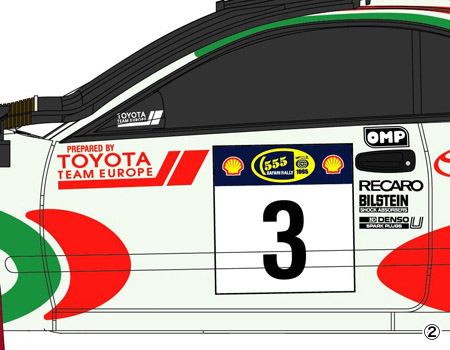 TOYOTA
TEAM EUROPE
PREPARED BY
TOYOTA
TEAM EUROPE
555
SAFARI RALLY
1995
3
OMP
RECARO
BILSTEIN
SHOCK ABSORBERS
DENSO
SPARK PLUGS
2